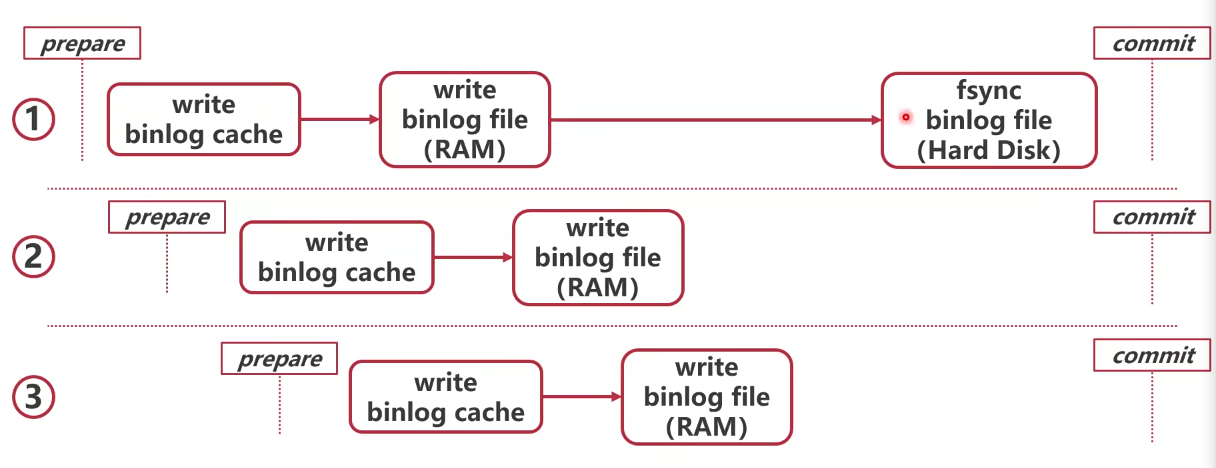 prepare
commit
①
write
binlog cache
write
binlog file
(RAM)
fsync
binlog file
(Hard Disk)
prepare
commit
②
write
binlog cache
write
binlog file
(RAM)
prepare
commit
③
write
binlog cache
write
binlog file
(RAM)